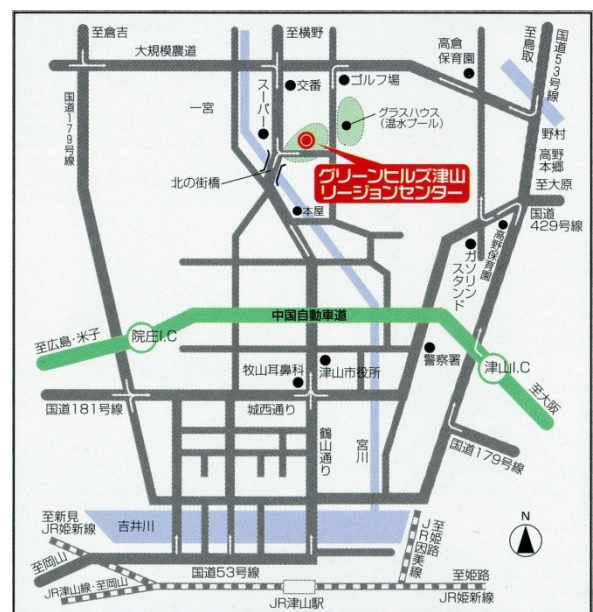 至倉吉
至横野
大規模農道
高倉
保育園
至鳥取
国道53号線
交番
ゴルフ場
スーパー
グラスハウス
(温水プール)
一宮
国道179号線
野村
高野
本郷
至大原
北の街橋
グリーンヒルズ津山
リージョンセンター
本屋
国道
429号線
高野保育園
ガソリン
スタンド
中国自動車道
至広島・米子
院庄I.C
牧山耳鼻科
津山市役所
警察署
津山I.C
至大阪
国道181号線
城西通り
鶴山通り
宮川
国道179号線
至新見
JR姫新線
吉井川
至姫路
JR因美線
N
至岡山
国道53号線
JR津山線・至岡山
JR津山駅
至姫路
JR姫新線